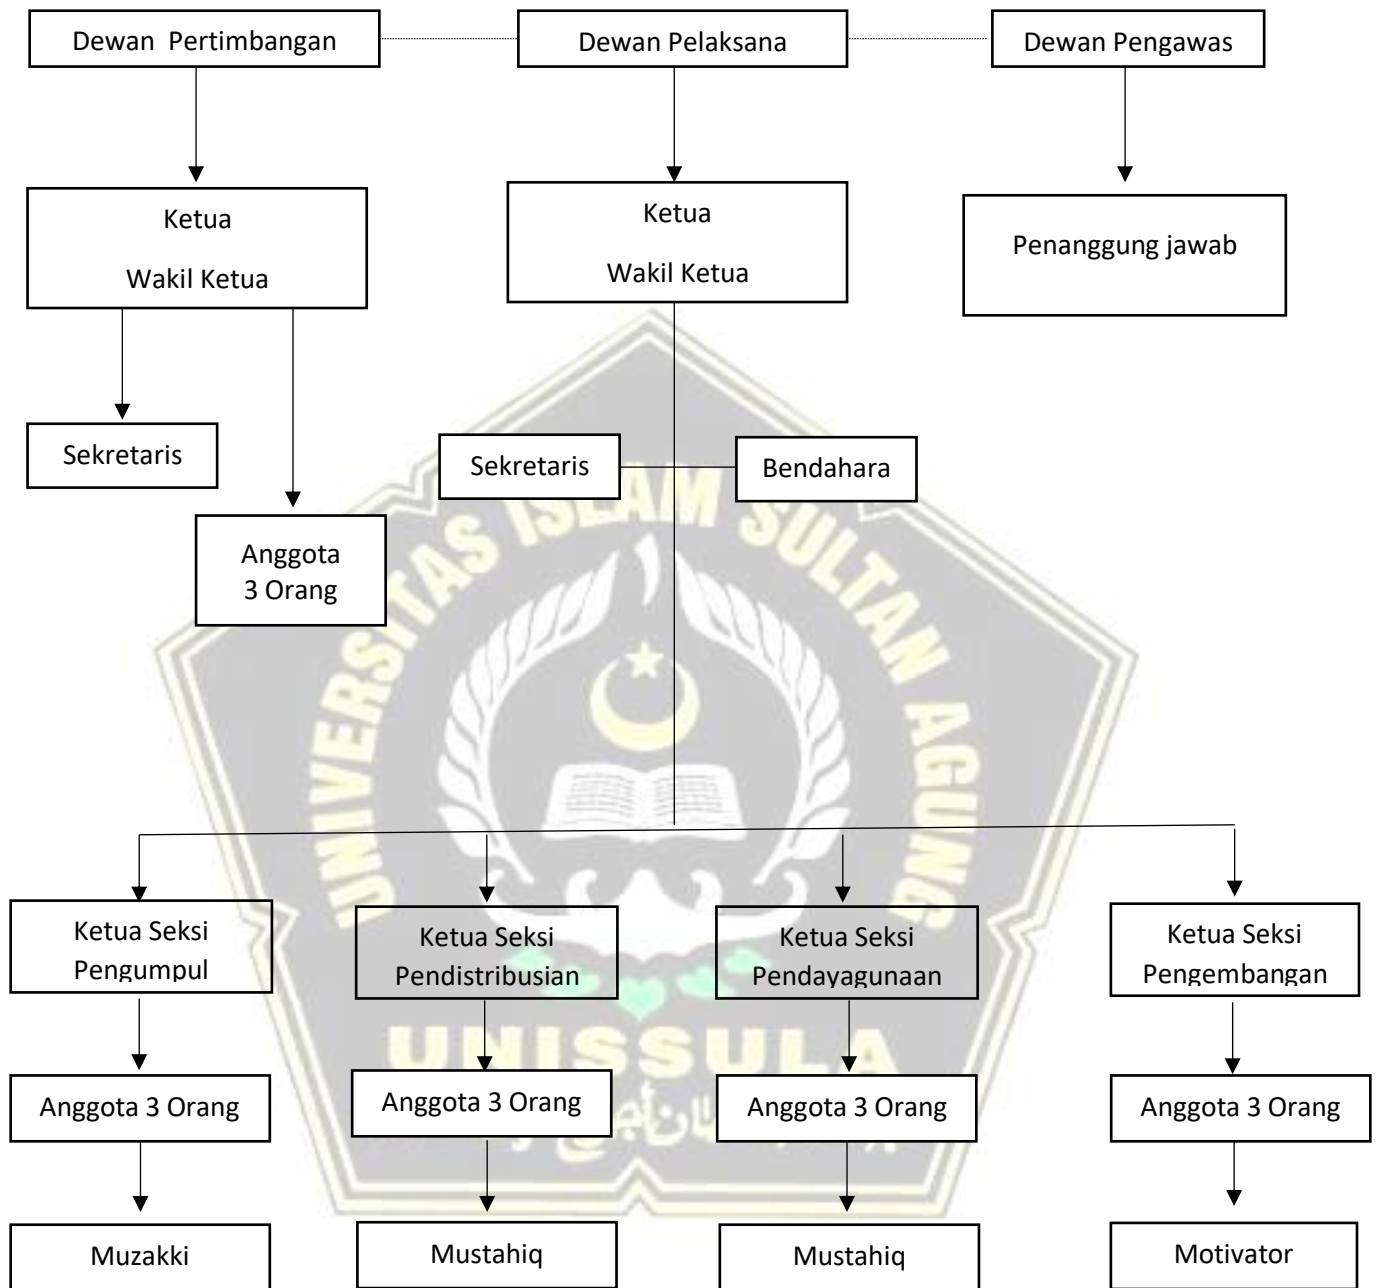 Dewan Pertimbangan
Dewan Pelaksana
Dewan Pengawas
Ketua
Wakil Ketua
Ketua
Wakil Ketua
Penanggung jawab
Sekretaris
Sekretaris
Bendahara
Anggota
3 Orang
UNIVERSITAS ISLAM SULTAN AGUNG
Ketua Seksi
Pengumpul
Ketua Seksi
Pendistribusian
Ketua Seksi
Pendayagunaan
Ketua Seksi
Pengembangan
UNISSULA
Anggota 3 Orang
Anggota 3 Orang
Anggota 3 Orang
Anggota 3 Orang
Muzakki
Mustahiq
Mustahiq
Motivator